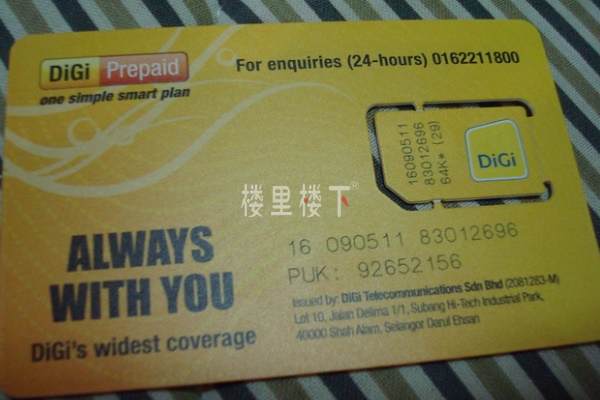 DiGi Prepaid
one simple smart plan
For enquiries (24-hours) 0162211800
16090511
83012696
64K* (29)
DiGi
楼里楼下
ALWAYS
WITH YOU
DiGi's widest coverage
16 090511 83012696
PUK: 92652156
Issued by: DiGi Telecommunications Sdn Bhd (2081283-M)
Lot 10, Jalan Delima 1/1, Subang Hi-Tech Industrial Park,
40000 Shah Alam, Selangor Darul Ehsan